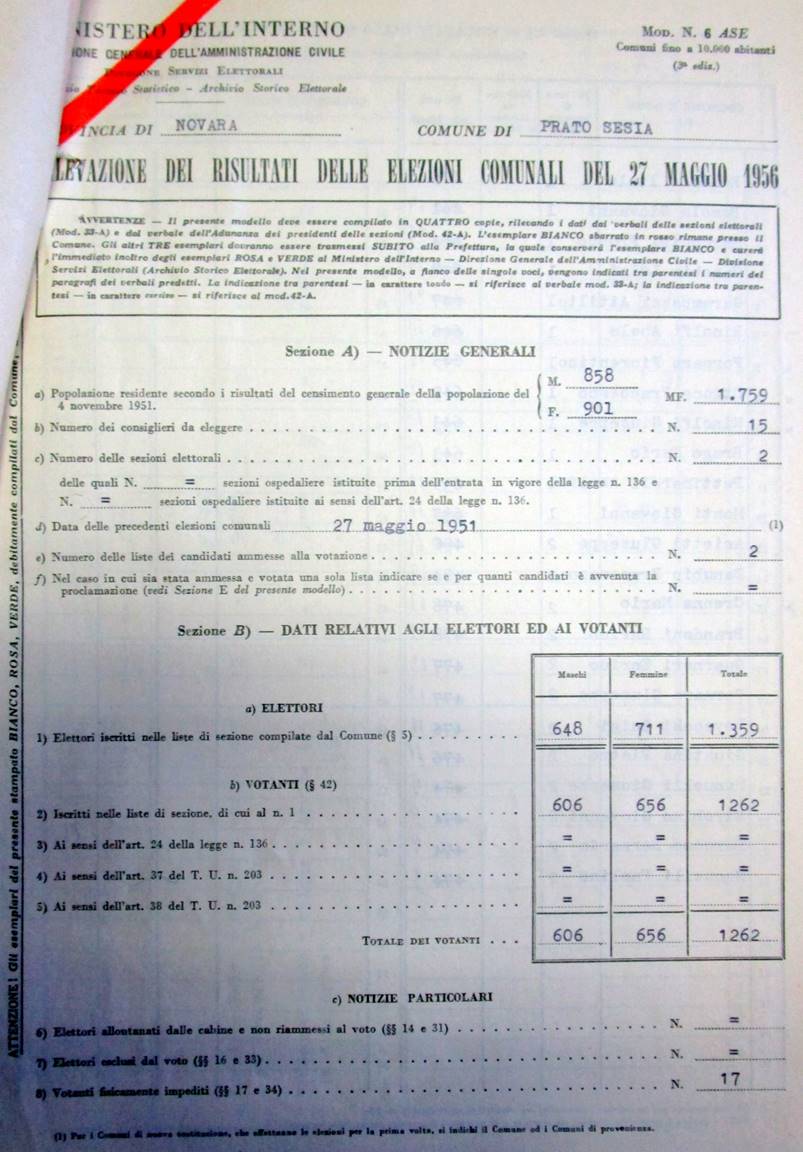 NISTERO DELL'INTERNO
IONE GENERALE DELL'AMMINISTRAZIONE CIVILE
SERVIZI ELETTORALI
Statistico – Archivio Storico Elettorale
MOD. N. 6 ASE
Comuni fino a 10.000 abitanti
(3ª ediz.)
VINCIA DI NOVARA COMUNE DI PRATO SESIA
LEVAZIONE DEI RISULTATI DELLE ELEZIONI COMUNALI DEL 27 MAGGIO 1956
AVVERTENZE — Il presente modello deve essere compilato in QUATTRO copie, rilevando i dati dai verbali delle sezioni elettorali
(Mod. 33-A) e dal verbale dell'Adunanza dei presidenti delle sezioni (Mod. 42-A). L'esemplare BIANCO sbarrato in rosso rimane presso il
Comune. Gli altri TRE esemplari dovranno essere trasmessi SUBITO alla Prefettura, la quale conserverà l'esemplare BIANCO e curerà
l'immediato inoltro degli esemplari ROSA e VERDE al Ministero dell'Interno — Direzione Generale dell'Amministrazione Civile — Divisione
Servizi Elettorali (Archivio Storico Elettorale). Nel presente modello, a fianco delle singole voci, vengono indicati tra parentesi i numeri dei
paragrafi dei verbali predetti. La indicazione tra parentesi — in carattere tondo — si riferisce al verbale mod. 33-A; la indicazione tra paren-
tesi — in carattere corsivo — si riferisce al mod. 42-A.
Sezione A) — NOTIZIE GENERALI
a) Popolazione residente secondo i risultati del censimento generale della popolazione del
4 novembre 1951.
M. 858
F. 901
MF. 1.759
b) Numero dei consiglieri da eleggere N. 15
c) Numero delle sezioni elettorali N. 2
delle quali N. = sezioni ospedaliere istituite prima dell'entrata in vigore della legge n. 136 e
N. = sezioni ospedaliere istituite ai sensi dell'art. 24 della legge n. 136.
d) Data delle precedenti elezioni comunali 27 maggio 1951 (1)
e) Numero delle liste dei candidati ammesse alla votazione N. 2
f) Nel caso in cui sia stata ammessa e votata una sola lista indicare se e per quanti candidati è avvenuta la
proclamazione (vedi Sezione E del presente modello) N. =
Sezione B) — DATI RELATIVI AGLI ELETTORI ED AI VOTANTI
Maschi Femmine Totale
a) ELETTORI
1) Elettori iscritti nelle liste di sezione compilate dal Comune (§ 5) 648 711 1.359
b) VOTANTI (§ 42)
2) Iscritti nelle liste di sezione, di cui al n. 1 606 656 1262
3) Ai sensi dell'art. 24 della legge n. 136 = = =
4) Ai sensi dell'art. 37 del T. U. n. 203 = = =
5) Ai sensi dell'art. 38 del T. U. n. 203 = = =
TOTALE DEI VOTANTI 606 656 1262
c) NOTIZIE PARTICOLARI
6) Elettori allontanati dalle cabine e non riammessi al voto (§§ 14 e 31) N. =
7) Elettori esclusi dal voto (§§ 16 e 33) N. =
8) Votanti fisicamente impediti (§§ 17 e 34) N. 17
(1) Per i Comuni di nuova costituzione, che effettuano le elezioni per la prima volta, si indichi il Comune od i Comuni di provenienza.
ATTENZIONE! Gli esemplari del presente stampato BIANCO, ROSA, VERDE, debitamente compilati dal Comune,